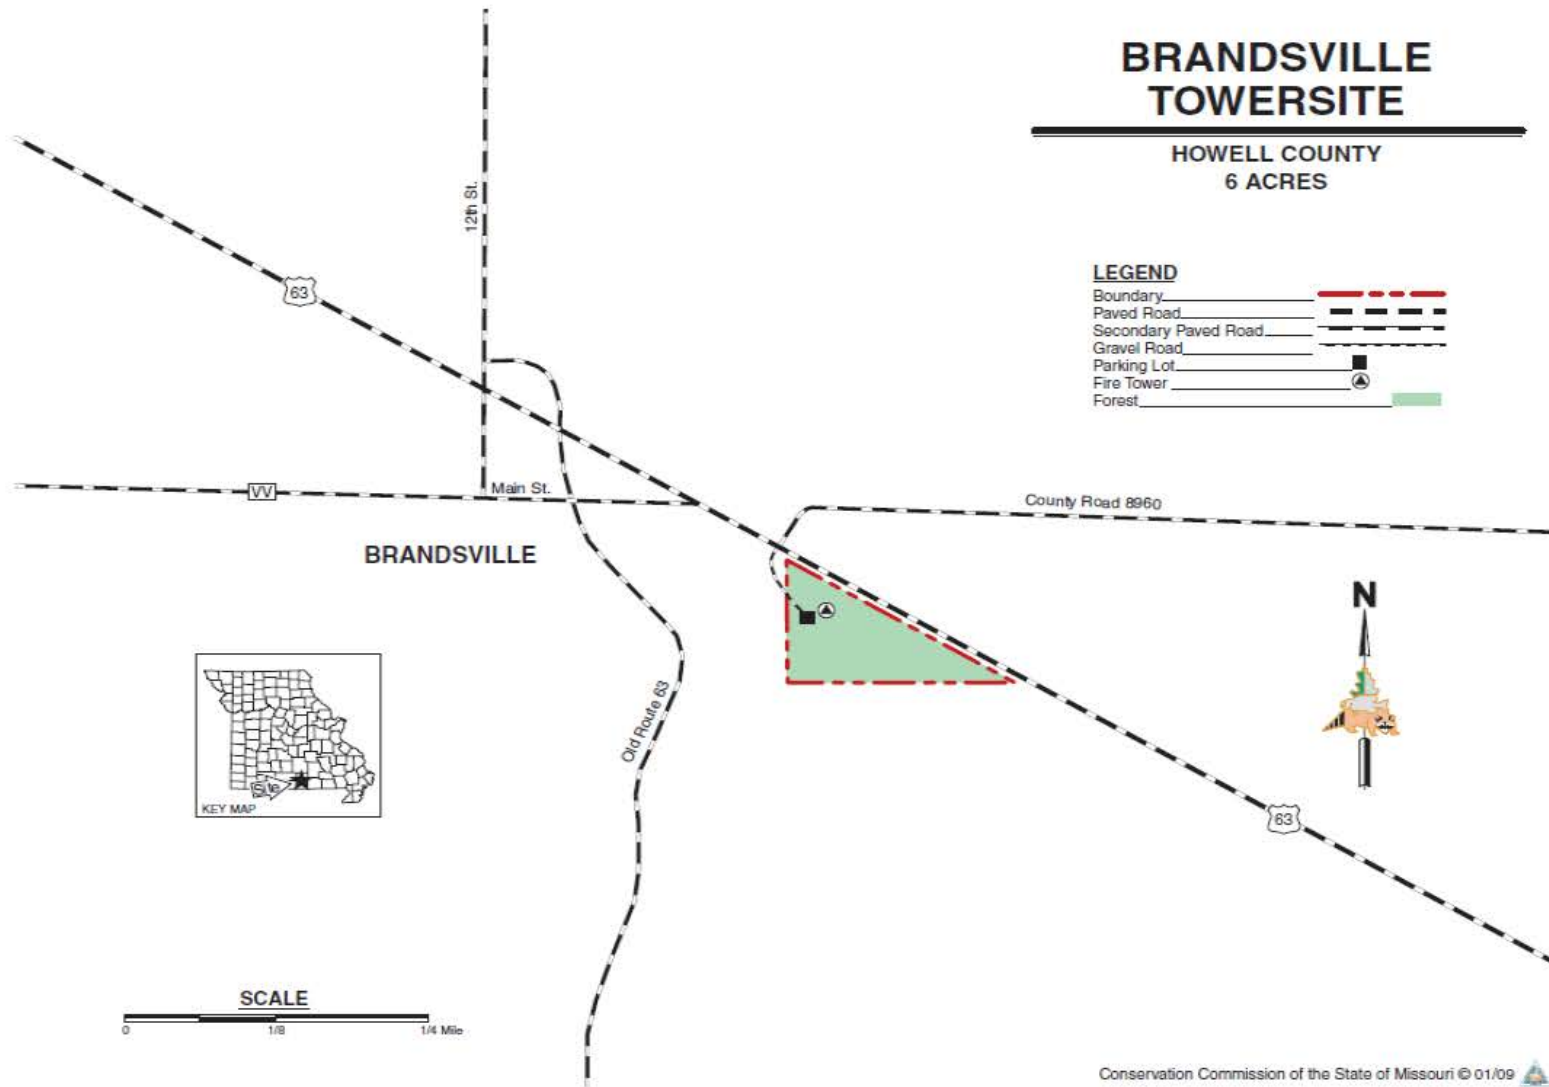 BRANDSVILLE
TOWERSITE
HOWELL COUNTY
6 ACRES
12th St.
63
LEGEND
Boundary
Paved Road
Secondary Paved Road
Gravel Road
Parking Lot
Fire Tower
Forest
VV
Main St.
County Road 8960
BRANDSVILLE
N
Old Route 63
Site
KEY MAP
63
SCALE
0 1/8 1/4 Mile
Conservation Commission of the State of Missouri © 01/09